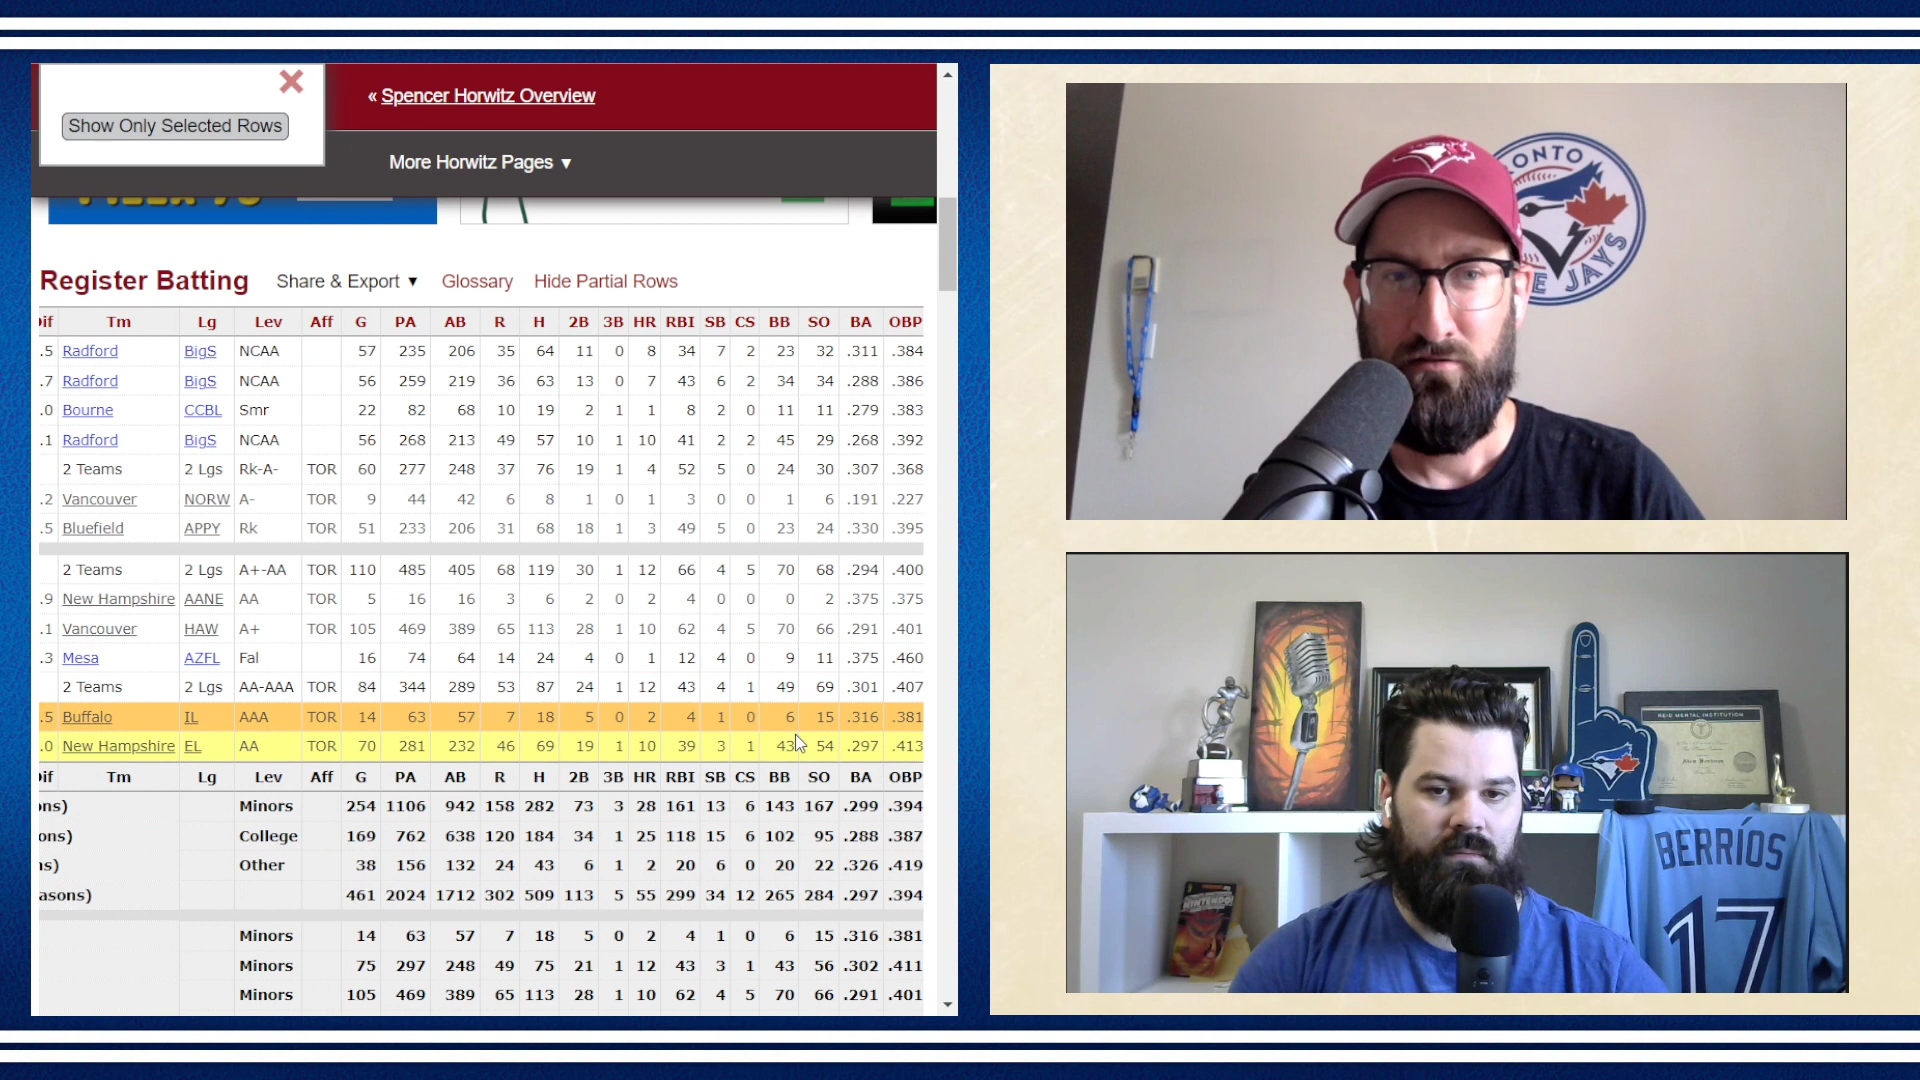 Show Only Selected Rows
« Spencer Horwitz Overview
More Horwitz Pages ▼
Register Batting Share & Export ▼ Glossary Hide Partial Rows
Tm Lg Lev Aff G PA AB R H 2B 3B HR RBI SB CS BB SO BA OBP
.5 Radford BigS NCAA 57 235 206 35 64 11 0 8 34 7 2 23 32 .311 .384
.7 Radford BigS NCAA 56 259 219 36 63 13 0 7 43 6 2 34 34 .288 .386
.0 Bourne CCBL Smr 22 82 68 10 19 2 1 1 8 2 0 11 11 .279 .383
.1 Radford BigS NCAA 56 268 213 49 57 10 1 10 41 2 2 45 29 .268 .392
2 Teams 2 Lgs Rk-A- TOR 60 277 248 37 76 19 1 4 52 5 0 24 30 .307 .368
.2 Vancouver NORW A- TOR 9 44 42 6 8 1 0 1 3 0 0 1 6 .191 .227
.5 Bluefield APPY Rk TOR 51 233 206 31 68 18 1 3 49 5 0 23 24 .330 .395
2 Teams 2 Lgs A+-AA TOR 110 485 405 68 119 30 1 12 66 4 5 70 68 .294 .400
.9 New Hampshire AANE AA TOR 5 16 16 3 6 2 0 2 4 0 0 0 2 .375 .375
.1 Vancouver HAW A+ TOR 105 469 389 65 113 28 1 10 62 4 5 70 66 .291 .401
.3 Mesa AZFL Fal 16 74 64 14 24 4 0 1 12 4 0 9 11 .375 .460
2 Teams 2 Lgs AA-AAA TOR 84 344 289 53 87 24 1 12 43 4 1 49 69 .301 .407
.5 Buffalo IL AAA TOR 14 63 57 7 18 5 0 2 4 1 0 6 15 .316 .381
.0 New Hampshire EL AA TOR 70 281 232 46 69 19 1 10 39 3 1 43 54 .297 .413
Tm Lg Lev Aff G PA AB R H 2B 3B HR RBI SB CS BB SO BA OBP
ons) Minors 254 1106 942 158 282 73 3 28 161 13 6 143 167 .299 .394
ons) College 169 762 638 120 184 34 1 25 118 15 6 102 95 .288 .387
ns) Other 38 156 132 24 43 6 1 2 20 6 0 20 22 .326 .419
asons) 461 2024 1712 302 509 113 5 55 299 34 12 265 284 .297 .394
Minors 14 63 57 7 18 5 0 2 4 1 0 6 15 .316 .381
Minors 75 297 248 49 75 21 1 12 43 3 1 43 56 .302 .411
Minors 105 469 389 65 113 28 1 10 62 4 5 70 66 .291 .401
ONTO
E JAYS
REID MENTAL INSTITUTION
NINTENDO
BERRÍOS
17